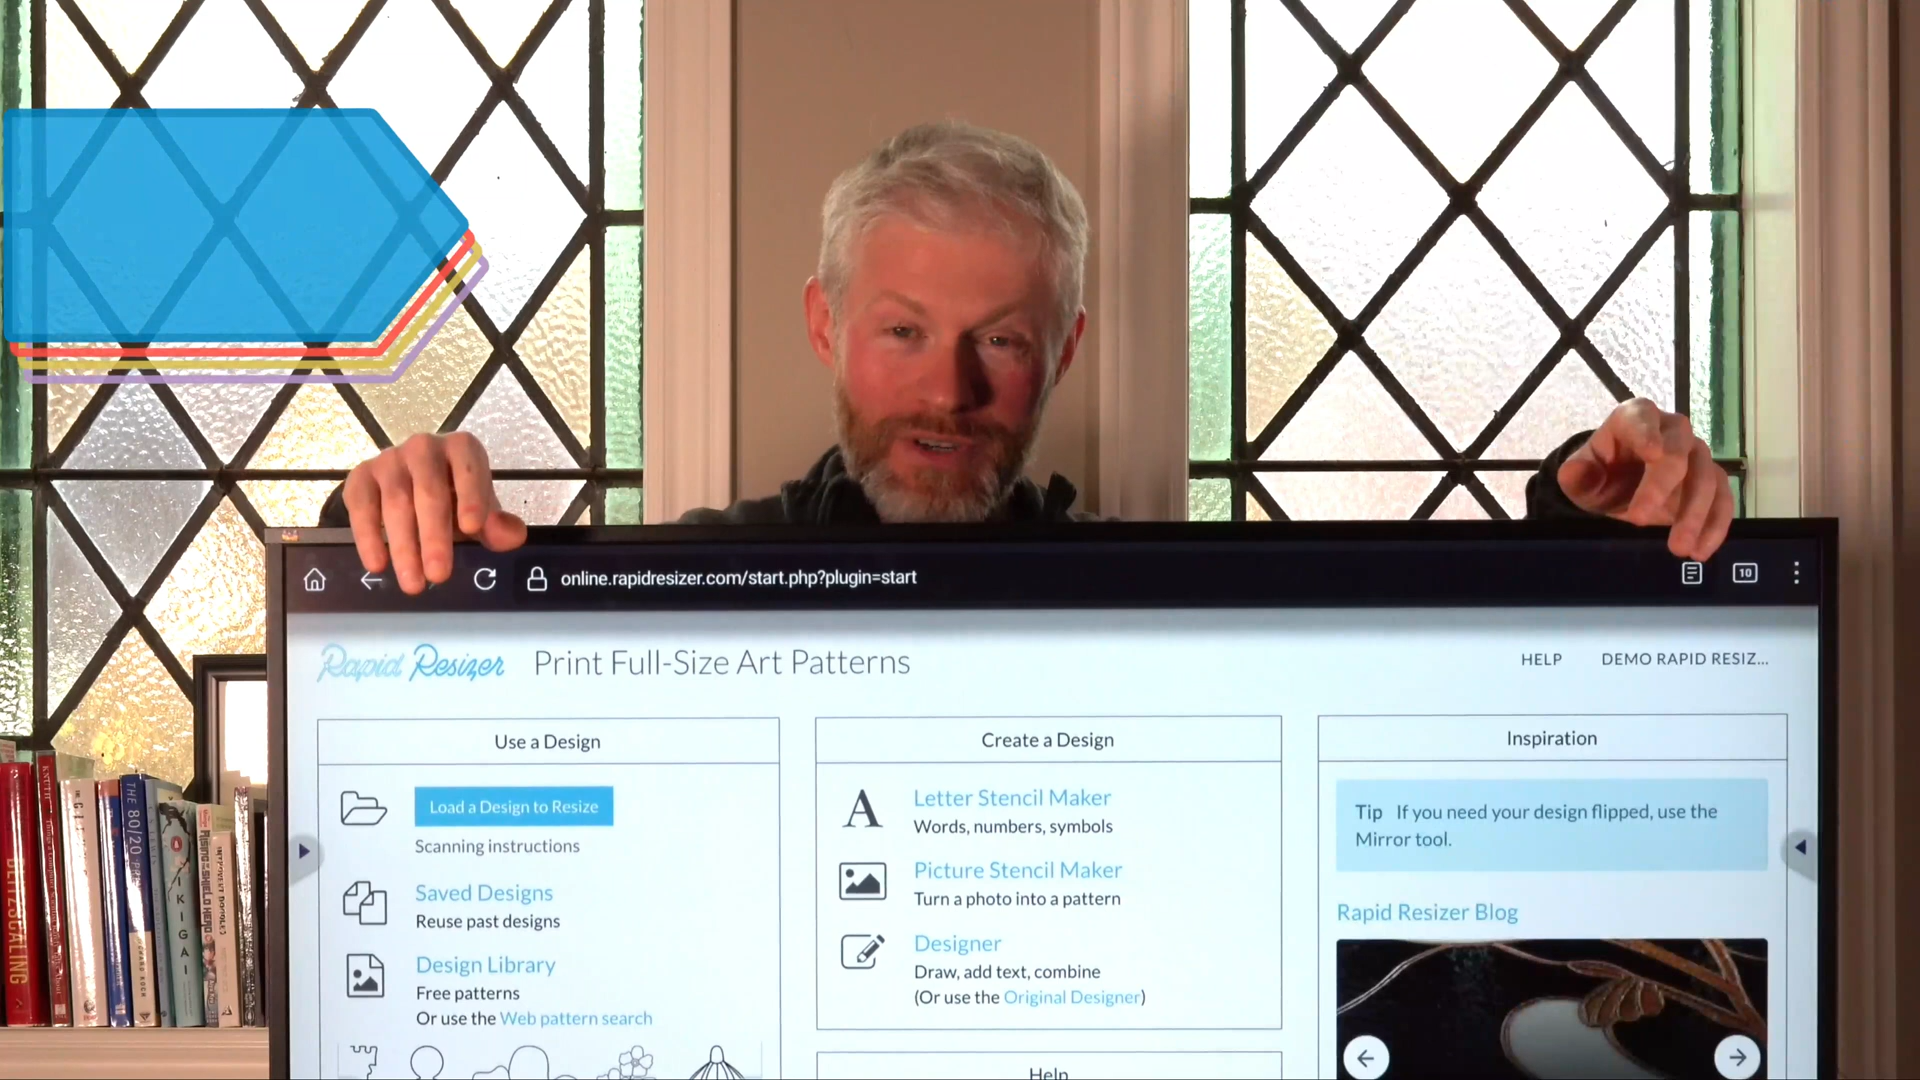 online.rapidresizer.com/start.php?plugin=start
10
Rapid Resizer
Print Full-Size Art Patterns
HELP
DEMO RAPID RESIZ...
Use a Design
Load a Design to Resize
Scanning instructions
Saved Designs
Reuse past designs
Design Library
Free patterns
Or use the Web pattern search
Create a Design
A
Letter Stencil Maker
Words, numbers, symbols
Picture Stencil Maker
Turn a photo into a pattern
Designer
Draw, add text, combine
(Or use the Original Designer)
Help
Inspiration
Tip If you need your design flipped, use the
Mirror tool.
Rapid Resizer Blog
BLITZSCALING
THE 80/20
IKIGAI